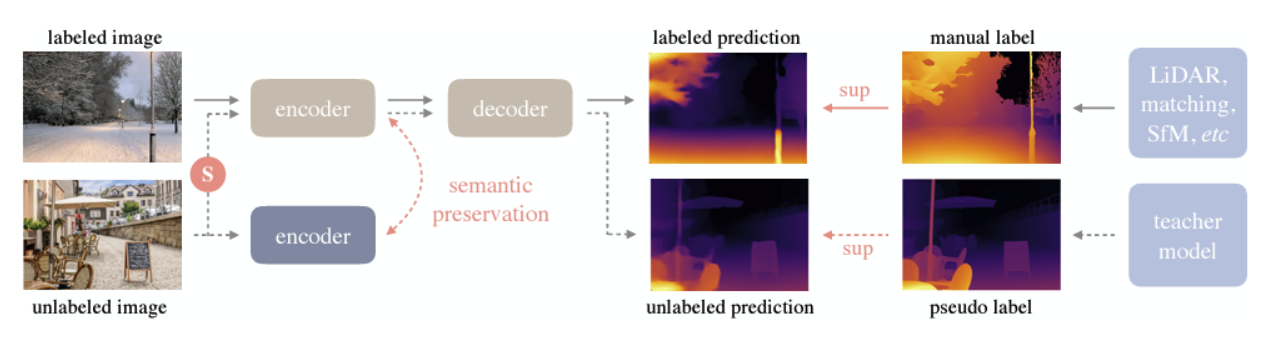 labeled image
labeled prediction
manual label
encoder
decoder
sup
LiDAR,
matching,
SfM, etc
S
semantic
preservation
encoder
sup
teacher
model
unlabeled image
unlabeled prediction
pseudo label